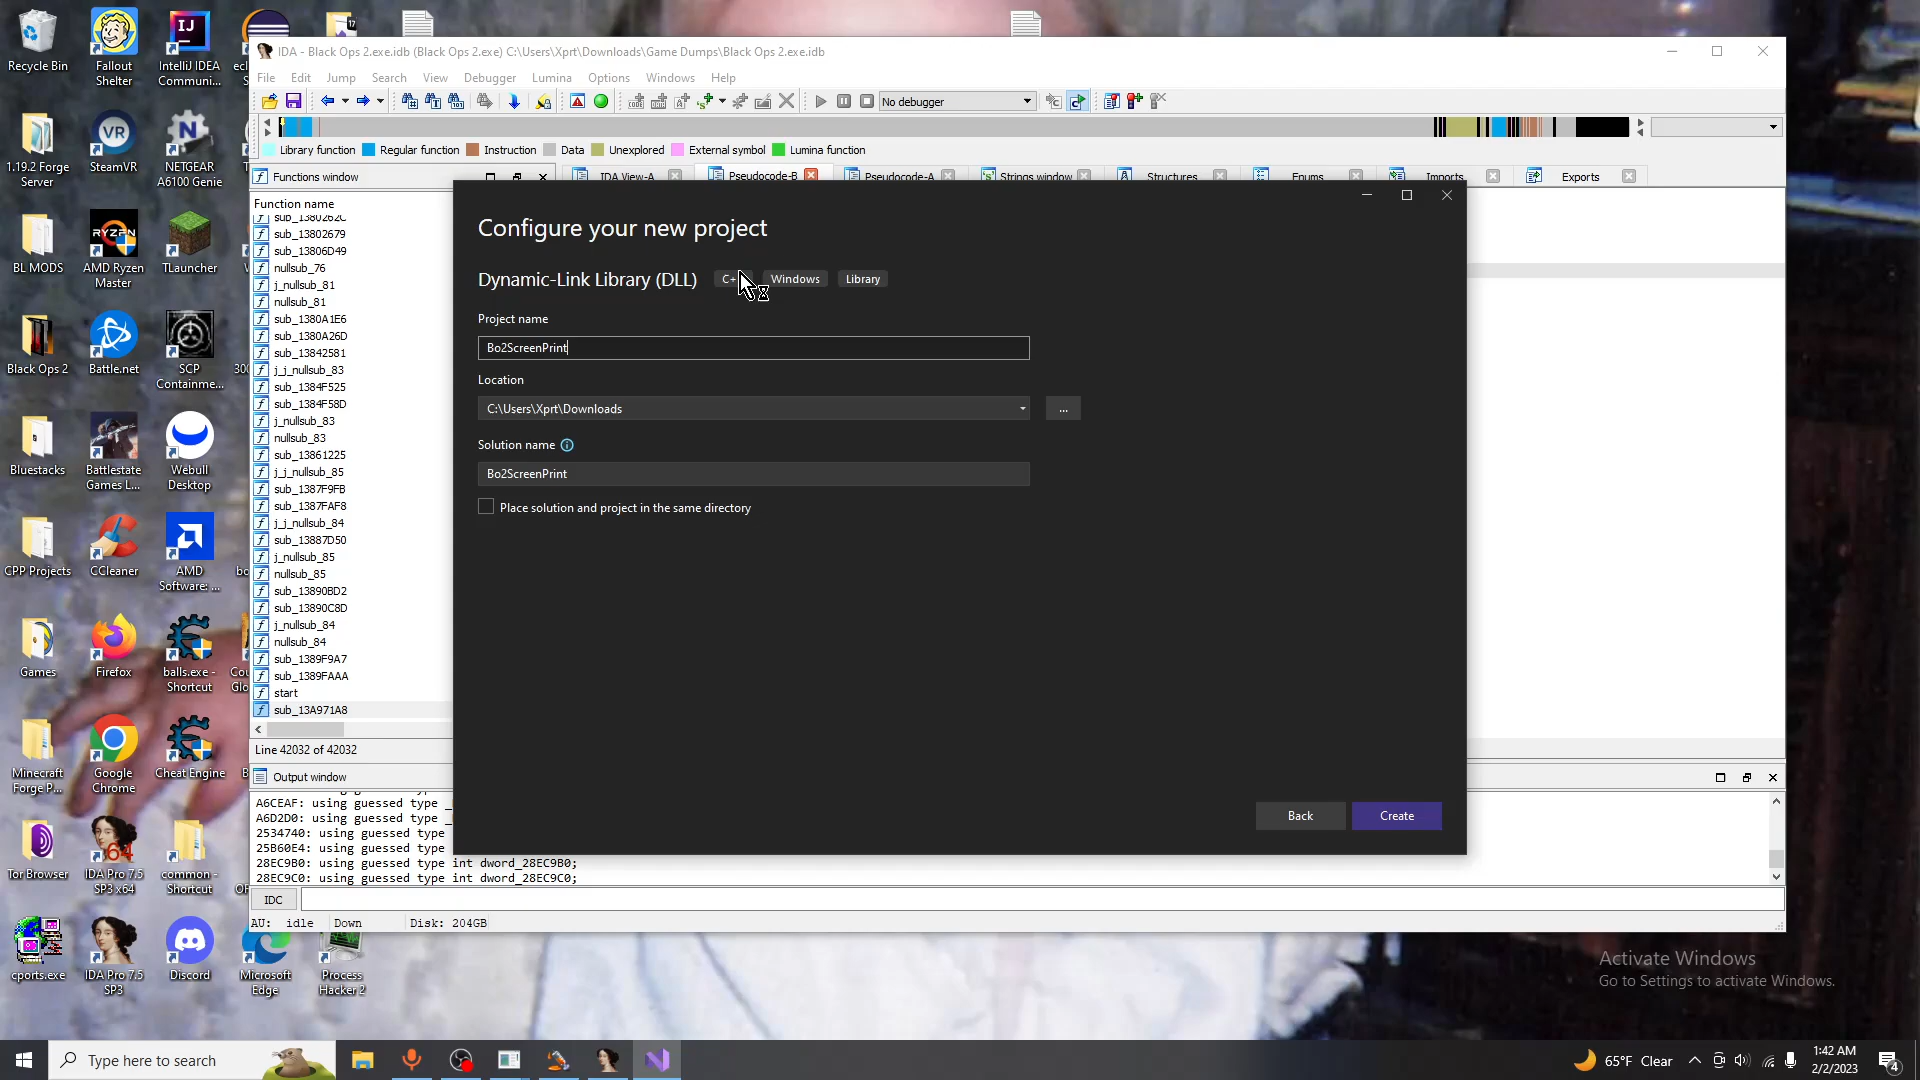 Recycle Bin
Fallout Shelter
IntelliJ IDEA Communi...
1.19.2 Forge Server
SteamVR
NETGEAR A6100 Genie
BL MODS
AMD Ryzen Master
TLauncher
Black Ops 2
Battle.net
SCP Containme...
Bluestacks
Battlestate Games L...
Webull Desktop
CPP Projects
CCleaner
AMD Software: ...
Games
Firefox
balls.exe - Shortcut
Minecraft Forge P...
Google Chrome
Cheat Engine
Tor Browser
IDA Pro 7.5 SP3 x64
common - Shortcut
cports.exe
IDA Pro 7.5 SP3
Discord
Microsoft Edge
Process Hacker 2
IDA - Black Ops 2.exe.idb (Black Ops 2.exe) C:\Users\Xprt\Downloads\Game Dumps\Black Ops 2.exe.idb
File Edit Jump Search View Debugger Lumina Options Windows Help
No debugger
Library function Regular function Instruction Data Unexplored External symbol Lumina function
Functions window
IDA View-A Pseudocode-B Pseudocode-A Strings window Structures Enums Imports Exports
Function name
sub_1380262C
sub_13802679
sub_13806D49
nullsub_76
j_nullsub_81
nullsub_81
sub_1380A1E6
sub_1380A26D
sub_13842581
j_j_nullsub_83
sub_1384F525
sub_1384F58D
j_nullsub_83
nullsub_83
sub_13861225
j_j_nullsub_85
sub_1387F9FB
sub_1387FAF8
j_j_nullsub_84
sub_13887D50
j_nullsub_85
nullsub_85
sub_13890BD2
sub_13890C8D
j_nullsub_84
nullsub_84
sub_1389F9A7
sub_1389FAAA
start
sub_13A971A8
Line 42032 of 42032
Output window
A6CEAF: using guessed type
A6D2D0: using guessed type
2534740: using guessed type
25B60E4: using guessed type
28EC9B0: using guessed type int dword_28EC9B0;
28EC9C0: using guessed type int dword_28EC9C0;
IDC
AU: idle Down Disk: 204GB
Configure your new project
Dynamic-Link Library (DLL) C+ Windows Library
Project name
Bo2ScreenPrint
Location
C:\Users\Xprt\Downloads
...
Solution name
Bo2ScreenPrint
Place solution and project in the same directory
Back Create
Activate Windows
Go to Settings to activate Windows.
Type here to search
65°F Clear
1:42 AM
2/2/2023
4